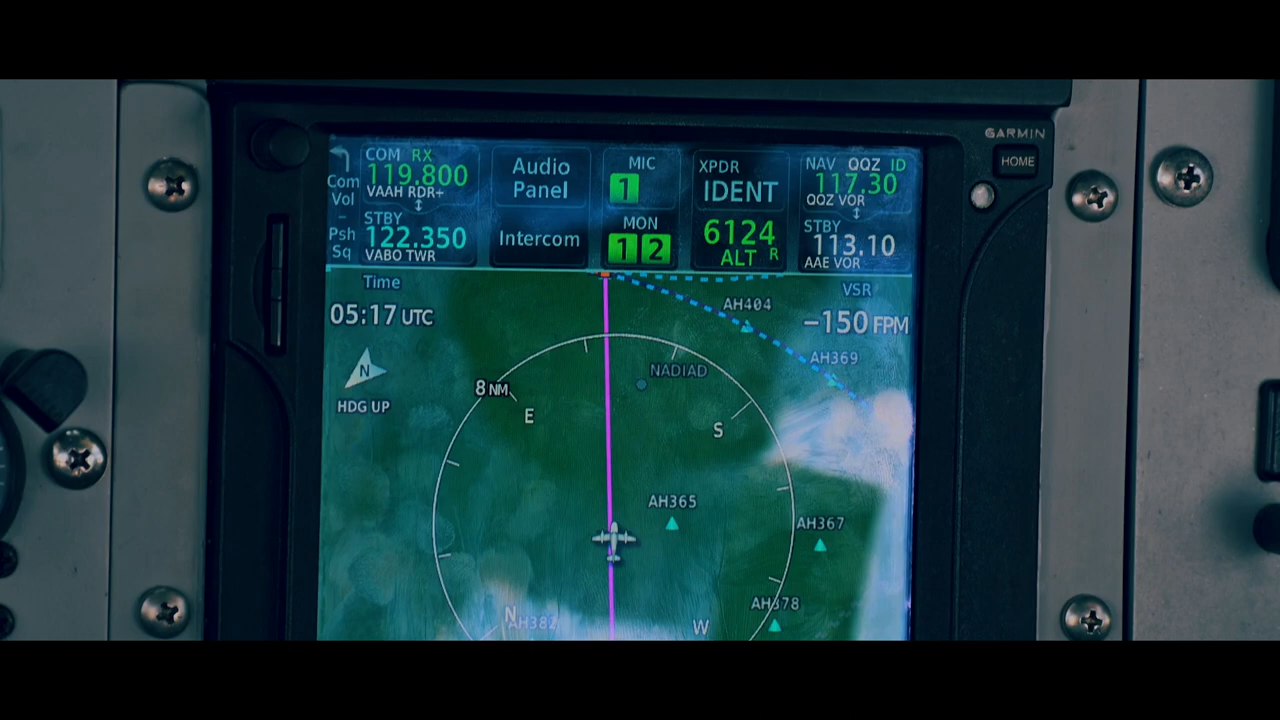 GARMIN
HOME
COM RX
119.800
VAAH RDR+
Com
Vol
Psh
Sq
STBY
122.350
VABO TWR
Audio
Panel
Intercom
MIC
1
MON
1 2
XPDR
IDENT
6124
ALT R
NAV QOZ ID
117.30
QOZ VOR
STBY
113.10
AAE VOR
Time
05:17 UTC
N
HDG UP
VSR
−150 FPM
AH404
AH369
NADIAD
8 NM
E
S
AH365
AH367
AH378
N
AH382
W